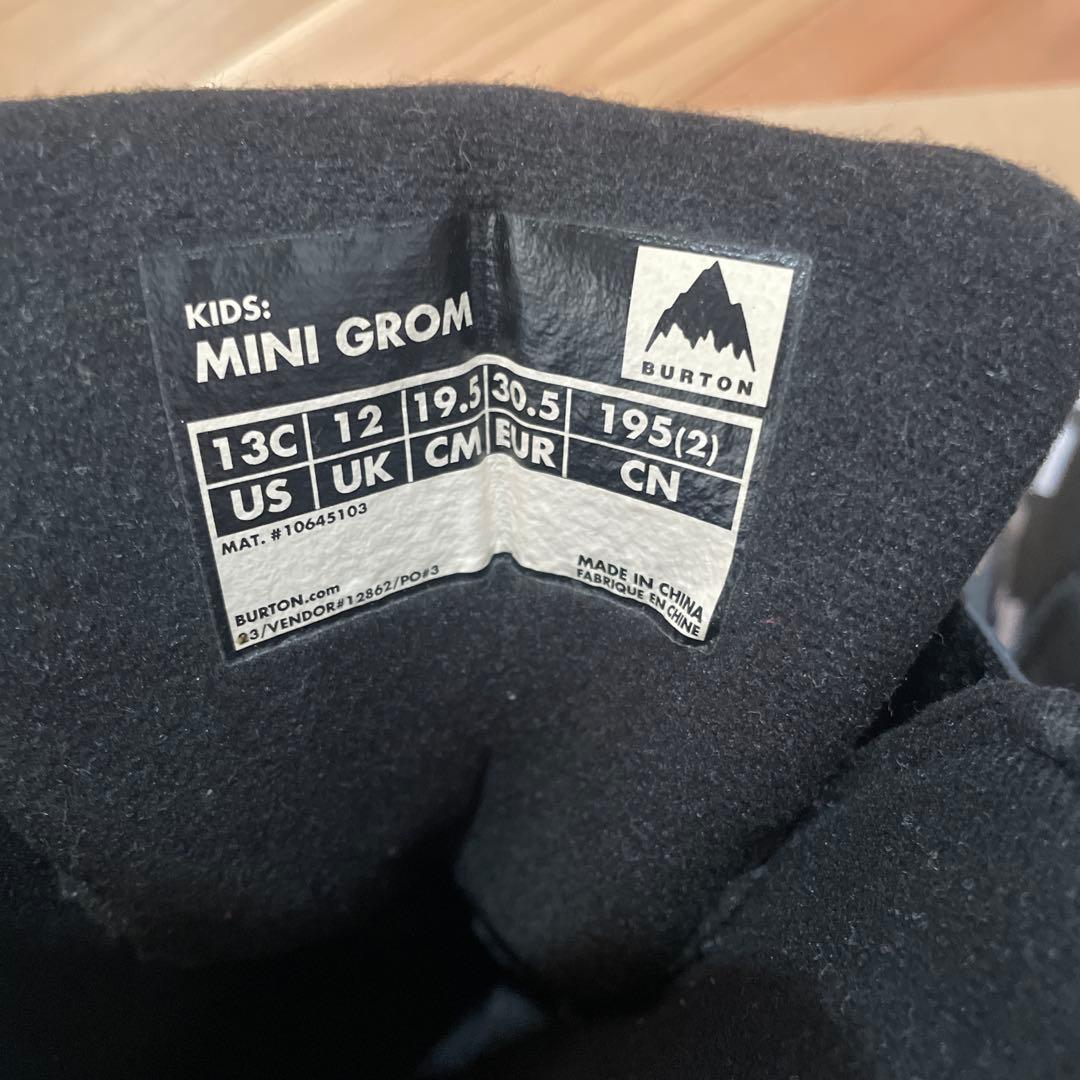 KIDS:
MINI GROM
BURTON
13C 12 19.5 30.5 195(2)
US UK CM EUR CN
MAT. #10645103
BURTON.com
23/VENDOR#12862/PO#3
MADE IN CHINA
FABRIQUE EN CHINE